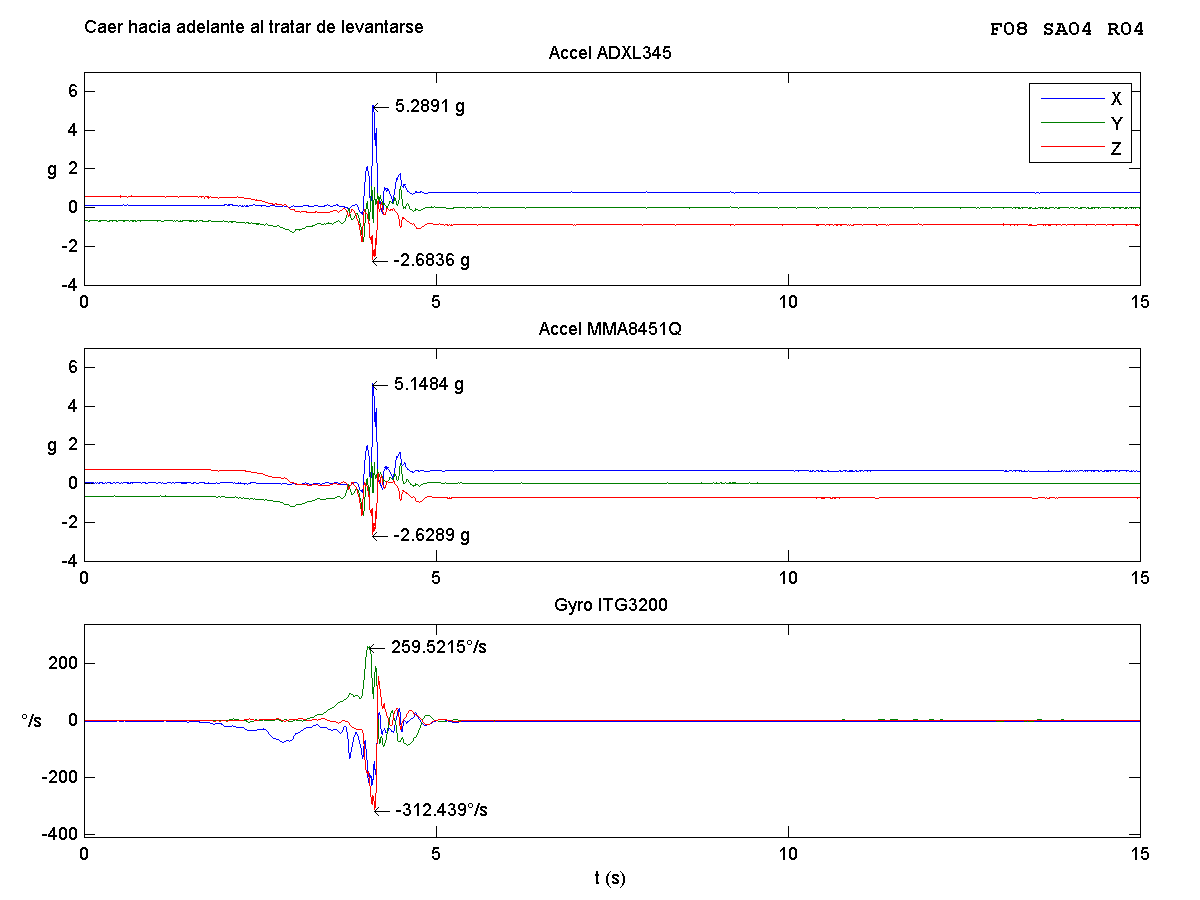 Caer hacia adelante al tratar de levantarse
F08 SA04 R04
Accel ADXL345
6
4
2
0
-2
-4
g
5.2891 g
-2.6836 g
X
Y
Z
0
5
10
15
Accel MMA8451Q
6
4
2
0
-2
-4
g
5.1484 g
-2.6289 g
0
5
10
15
Gyro ITG3200
200
0
-200
-400
°/s
259.5215°/s
-312.439°/s
0
5
10
15
t (s)